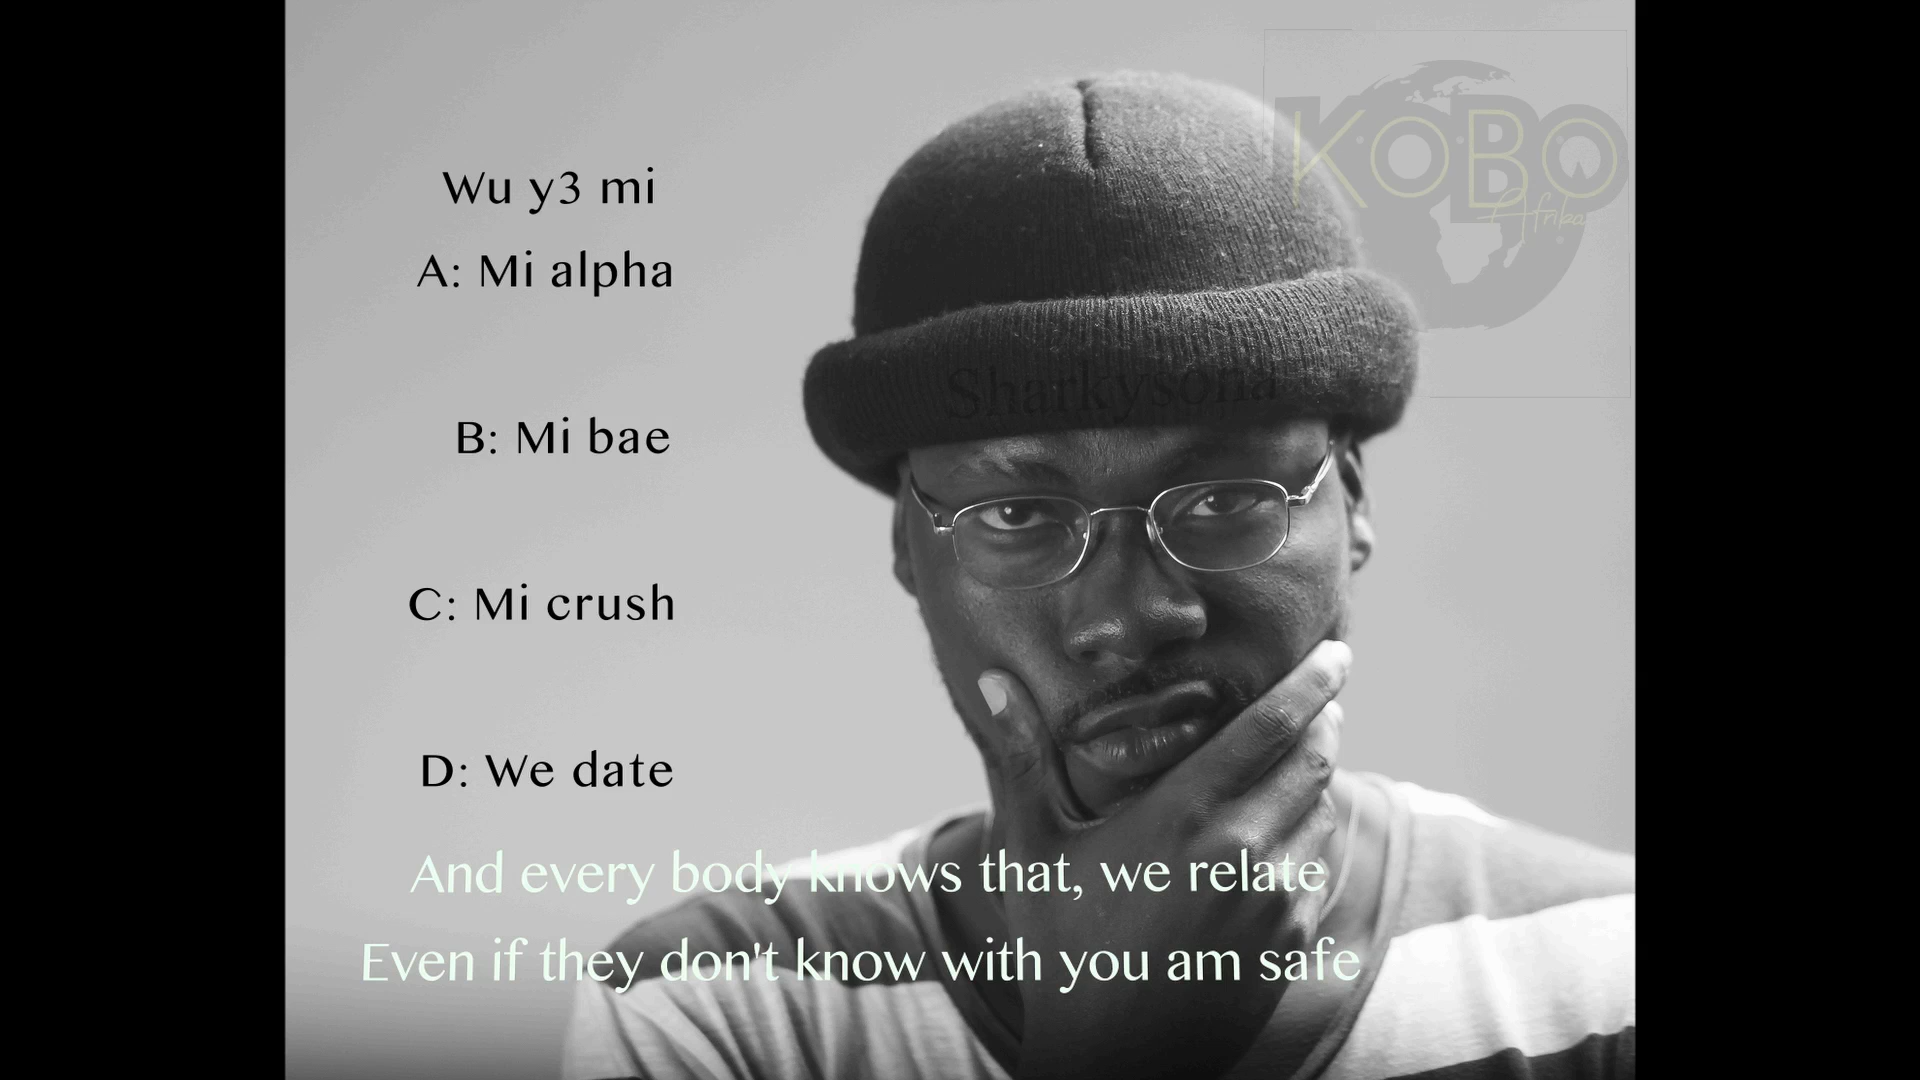 KOBO
Afrika
Wu y3 mi
A: Mi alpha
Sharkysona
B: Mi bae
C: Mi crush
D: We date
And every body knows that, we relate
Even if they don't know with you am safe